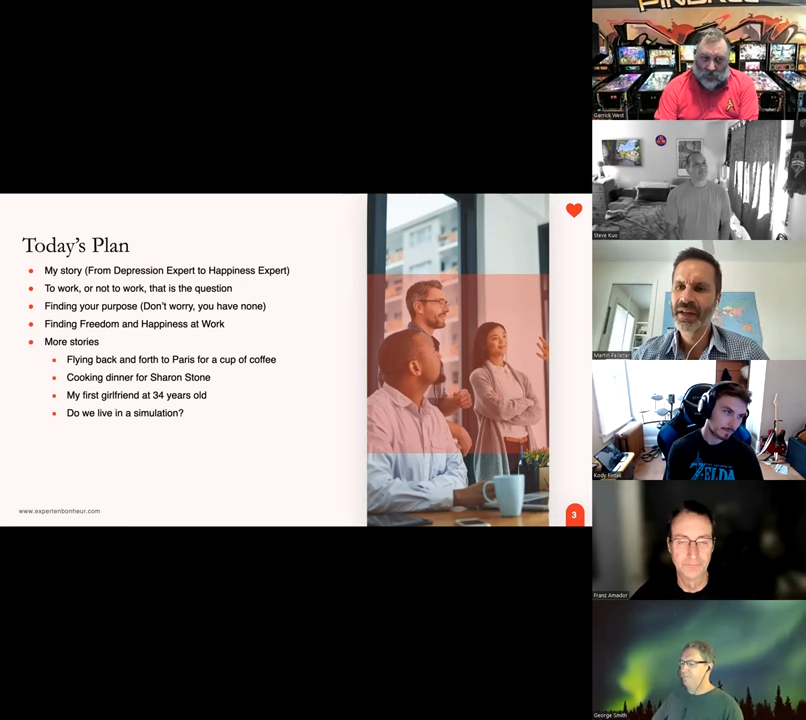 Today's Plan
My story (From Depression Expert to Happiness Expert)
To work, or not to work, that is the question
Finding your purpose (Don't worry, you have none)
Finding Freedom and Happiness at Work
More stories
Flying back and forth to Paris for a cup of coffee
Cooking dinner for Sharon Stone
My first girlfriend at 34 years old
Do we live in a simulation?
www.expertenbonheur.com
3
PINBALL
Garrick West
Steve Kuo
Martin Pelletier
ZELDA
Franz Amador
George Smith